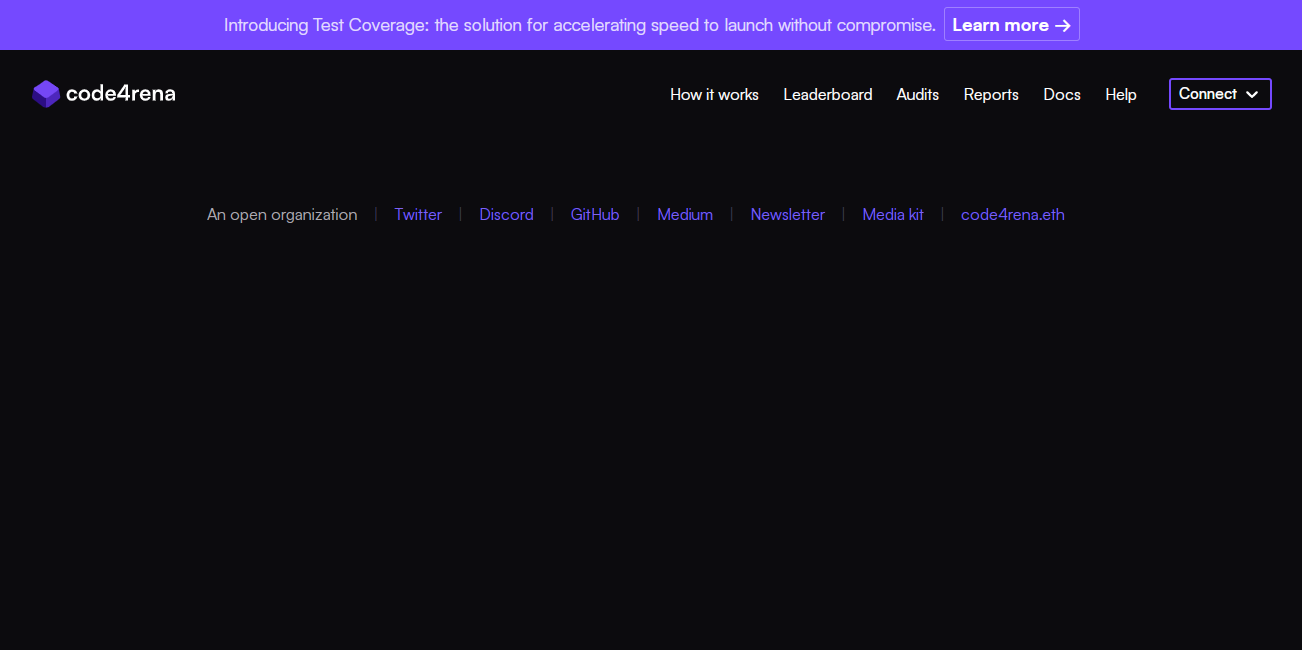 Introducing Test Coverage: the solution for accelerating speed to launch without compromise. Learn more →
code4rena How it works Leaderboard Audits Reports Docs Help Connect
An open organization | Twitter | Discord | GitHub | Medium | Newsletter | Media kit | code4rena.eth